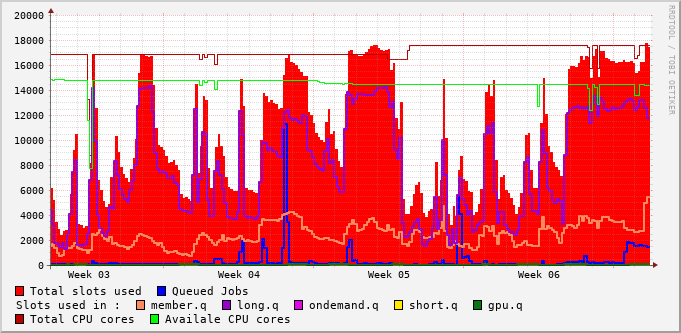 20000
18000
16000
14000
12000
10000
8000
6000
4000
2000
0
Week 03 Week 04 Week 05 Week 06
RRDTOOL / TOBI OETIKER
Total slots used Queued Jobs
Slots used in : member.q long.q ondemand.q short.q gpu.q
Total CPU cores Availale CPU cores